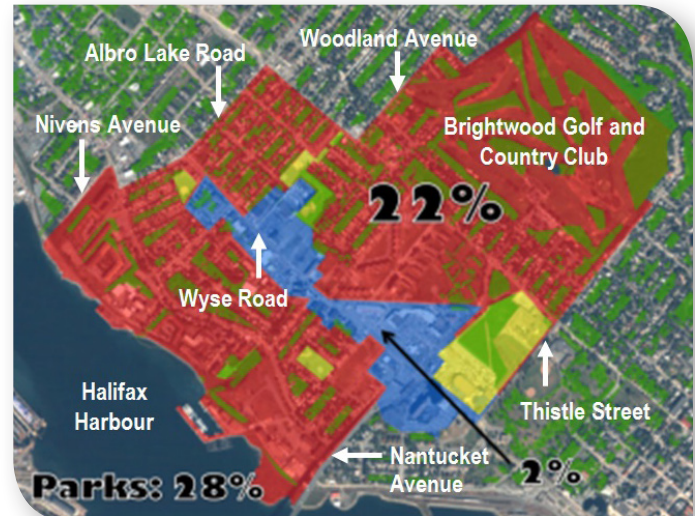 Woodland Avenue
Albro Lake Road
Nivens Avenue
Brightwood Golf and
Country Club
22%
Wyse Road
Halifax
Harbour
Thistle Street
Nantucket
Avenue
2%
Parks: 28%